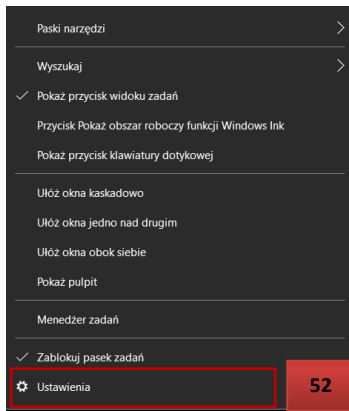 Paski narzędzi
Wyszukaj
Pokaż przycisk widoku zadań
Przycisk Pokaż obszar roboczy funkcji Windows Ink
Pokaż przycisk klawiatury dotykowej
Ułóż okna kaskadowo
Ułóż okna jedno nad drugim
Ułóż okna obok siebie
Pokaż pulpit
Menedżer zadań
Zablokuj pasek zadań
Ustawienia
52